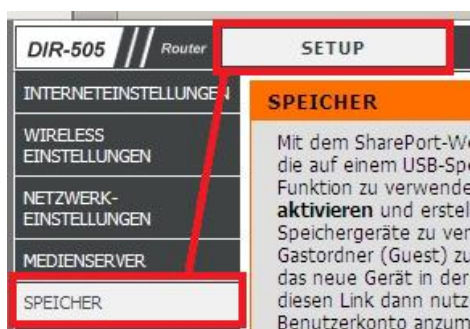 DIR-505 /// Router
SETUP
INTERNETEINSTELLUNGEN
WIRELESS
EINSTELLUNGEN
NETZWERK-
EINSTELLUNGEN
MEDIENSERVER
SPEICHER
SPEICHER
Mit dem SharePort-We
die auf einem USB-Spe
Funktion zu verwende
aktivieren und erstel
Speichergeräte zu ver
Gastordner (Guest) zu
das neue Gerät in der
diesen Link dann nutz
Benutzerkonto anzum